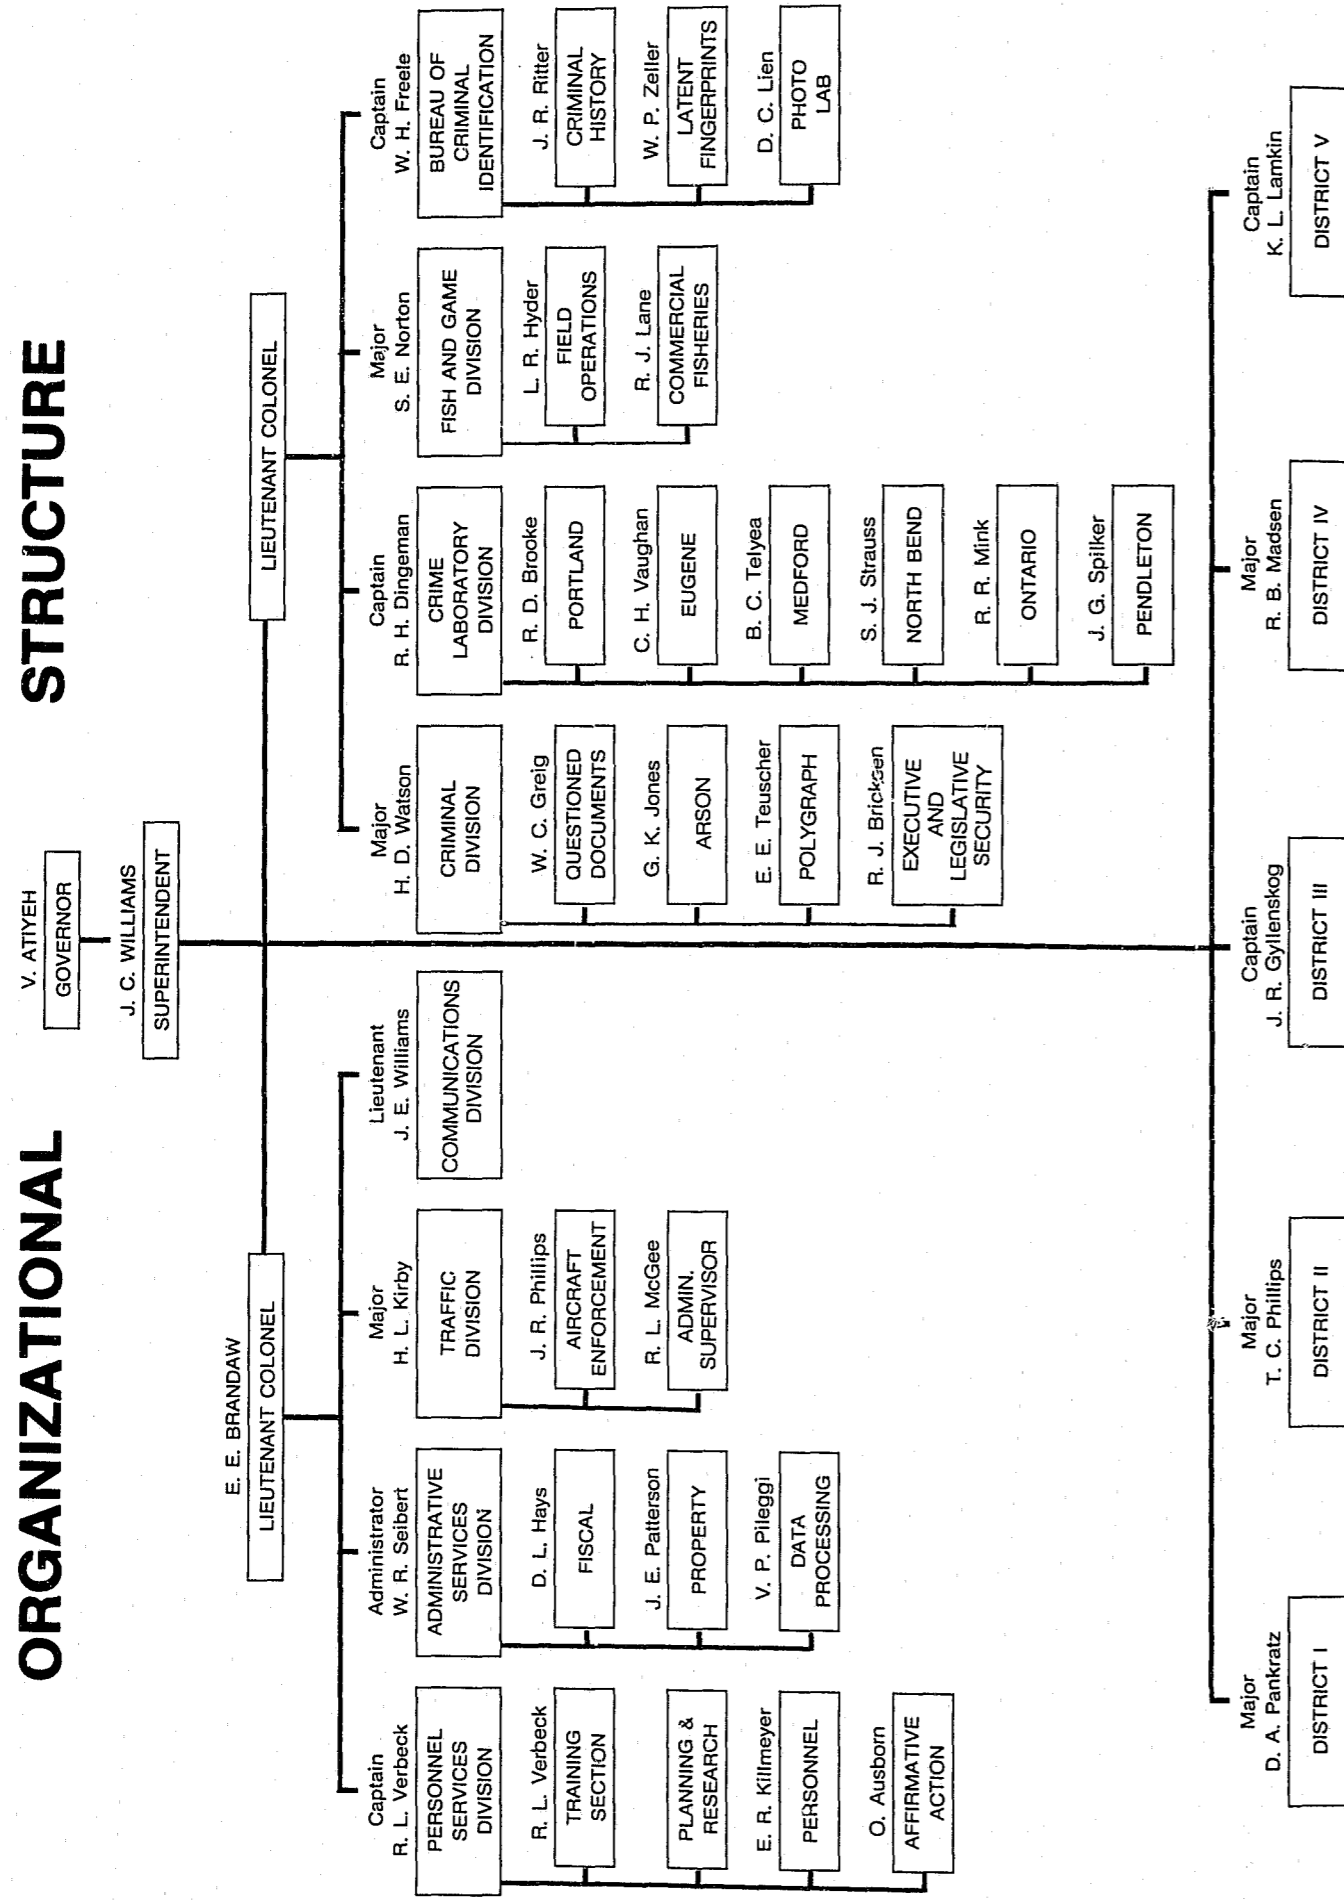 ORGANIZATIONAL STRUCTURE
V. ATIYEH
GOVERNOR
J. C. WILLIAMS
SUPERINTENDENT
E. E. BRANDAW
LIEUTENANT COLONEL
LIEUTENANT COLONEL
Captain
R. L. Verbeck
PERSONNEL
SERVICES
DIVISION
R. L. Verbeck
TRAINING
SECTION
PLANNING &
RESEARCH
E. R. Killmeyer
PERSONNEL
O. Ausborn
AFFIRMATIVE
ACTION
Administrator
W. R. Seibert
ADMINISTRATIVE
SERVICES
DIVISION
D. L. Hays
FISCAL
J. E. Patterson
PROPERTY
V. P. Pileggi
DATA
PROCESSING
Major
H. L. Kirby
TRAFFIC
DIVISION
J. R. Phillips
AIRCRAFT
ENFORCEMENT
R. L. McGee
ADMIN.
SUPERVISOR
Lieutenant
J. E. Williams
COMMUNICATIONS
DIVISION
Major
H. D. Watson
CRIMINAL
DIVISION
W. C. Greig
QUESTIONED
DOCUMENTS
G. K. Jones
ARSON
E. E. Teuscher
POLYGRAPH
R. J. Bricksen
EXECUTIVE
AND
LEGISLATIVE
SECURITY
Captain
R. H. Dingeman
CRIME
LABORATORY
DIVISION
R. D. Brooke
PORTLAND
C. H. Vaughan
EUGENE
B. C. Telyea
MEDFORD
S. J. Strauss
NORTH BEND
R. R. Mink
ONTARIO
J. G. Spilker
PENDLETON
Major
S. E. Norton
FISH AND GAME
DIVISION
L. R. Hyder
FIELD
OPERATIONS
R. J. Lane
COMMERCIAL
FISHERIES
Captain
W. H. Freele
BUREAU OF
CRIMINAL
IDENTIFICATION
J. R. Ritter
CRIMINAL
HISTORY
W. P. Zeller
LATENT
FINGERPRINTS
D. C. Lien
PHOTO
LAB
Major
D. A. Pankratz
DISTRICT I
Major
T. C. Phillips
DISTRICT II
Captain
J. R. Gyllenskog
DISTRICT III
Major
R. B. Madsen
DISTRICT IV
Captain
K. L. Lamkin
DISTRICT V